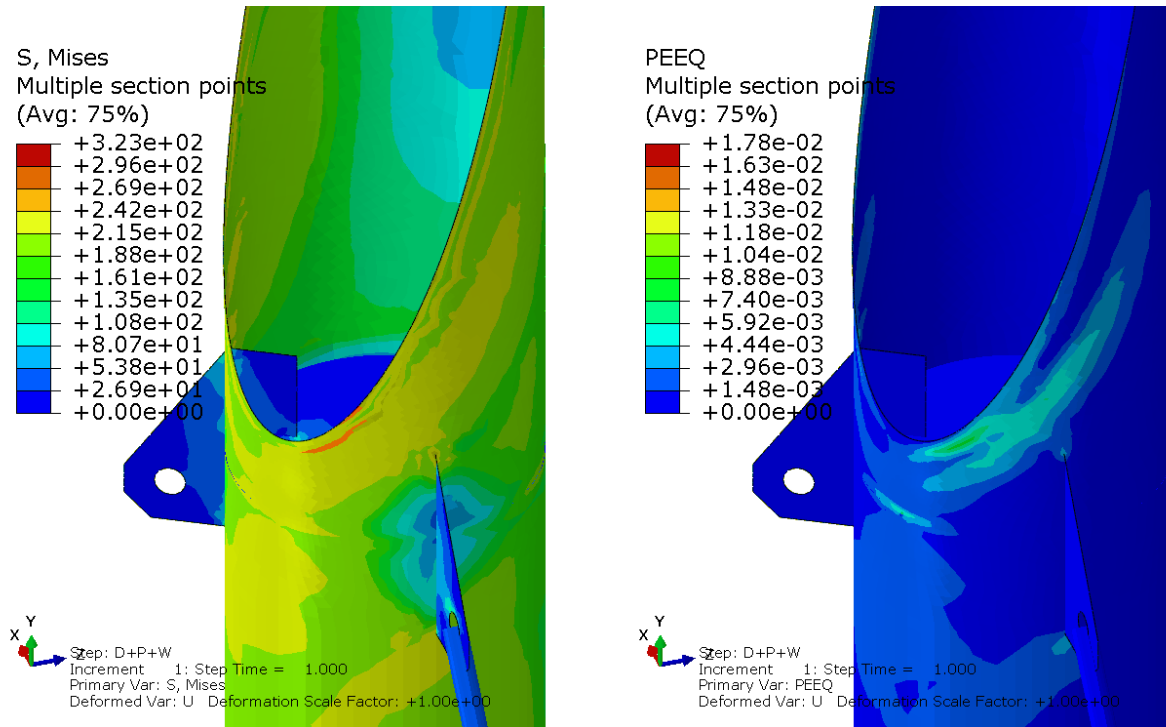 S, Mises
Multiple section points
(Avg: 75%)
+3.23e+02
+2.96e+02
+2.69e+02
+2.42e+02
+2.15e+02
+1.88e+02
+1.61e+02
+1.35e+02
+1.08e+02
+8.07e+01
+5.38e+01
+2.69e+01
+0.00e+00
Y
X
Z
Step: D+P+W
Increment 1: Step Time = 1.000
Primary Var: S, Mises
Deformed Var: U Deformation Scale Factor: +1.00e+00
PEEQ
Multiple section points
(Avg: 75%)
+1.78e-02
+1.63e-02
+1.48e-02
+1.33e-02
+1.18e-02
+1.04e-02
+8.88e-03
+7.40e-03
+5.92e-03
+4.44e-03
+2.96e-03
+1.48e-03
+0.00e+00
Y
X
Z
Step: D+P+W
Increment 1: Step Time = 1.000
Primary Var: PEEQ
Deformed Var: U Deformation Scale Factor: +1.00e+00